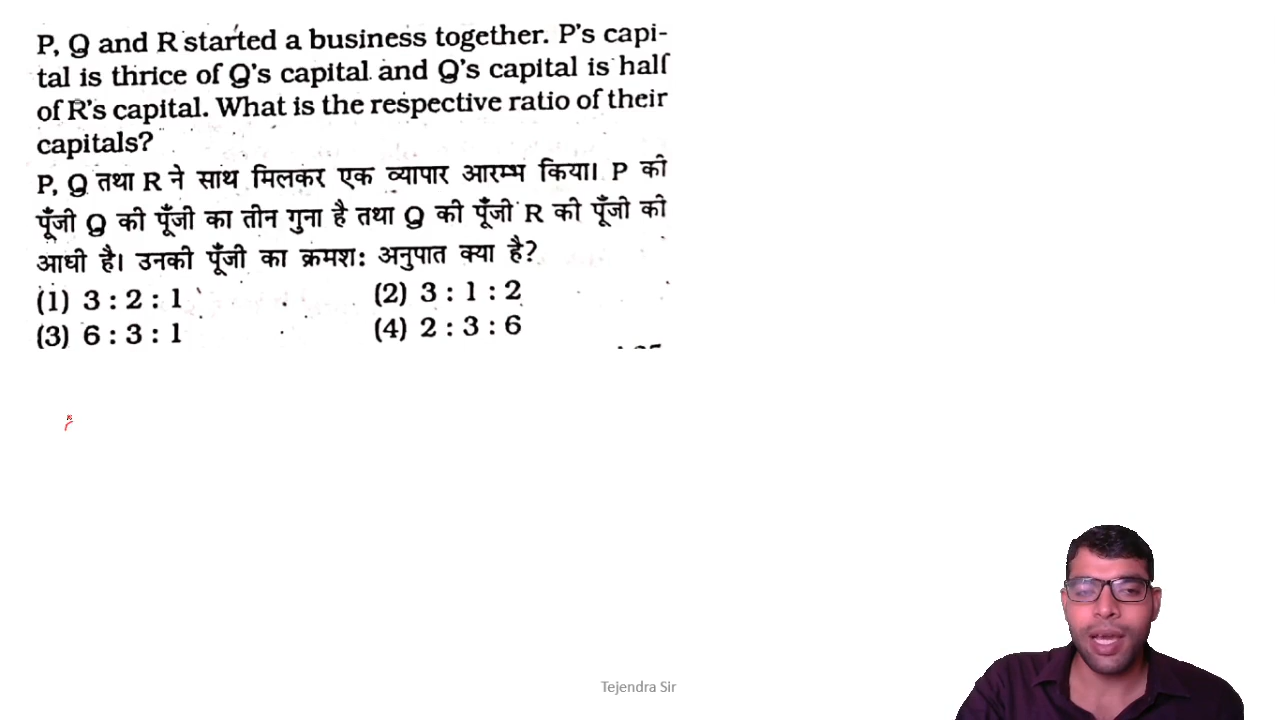 P, Q and R started a business together. P's capi-
tal is thrice of Q's capital and Q's capital is half
of R's capital. What is the respective ratio of their
capitals?
P, Q तथा R ने साथ मिलकर एक व्यापार आरम्भ किया। P की
पूँजी Q की पूँजी का तीन गुना है तथा Q की पूँजी R की पूँजी की
आधी है। उनकी पूँजी का क्रमश: अनुपात क्या है?
(1) 3 : 2 : 1 (2) 3 : 1 : 2
(3) 6 : 3 : 1 (4) 2 : 3 : 6
Tejendra Sir